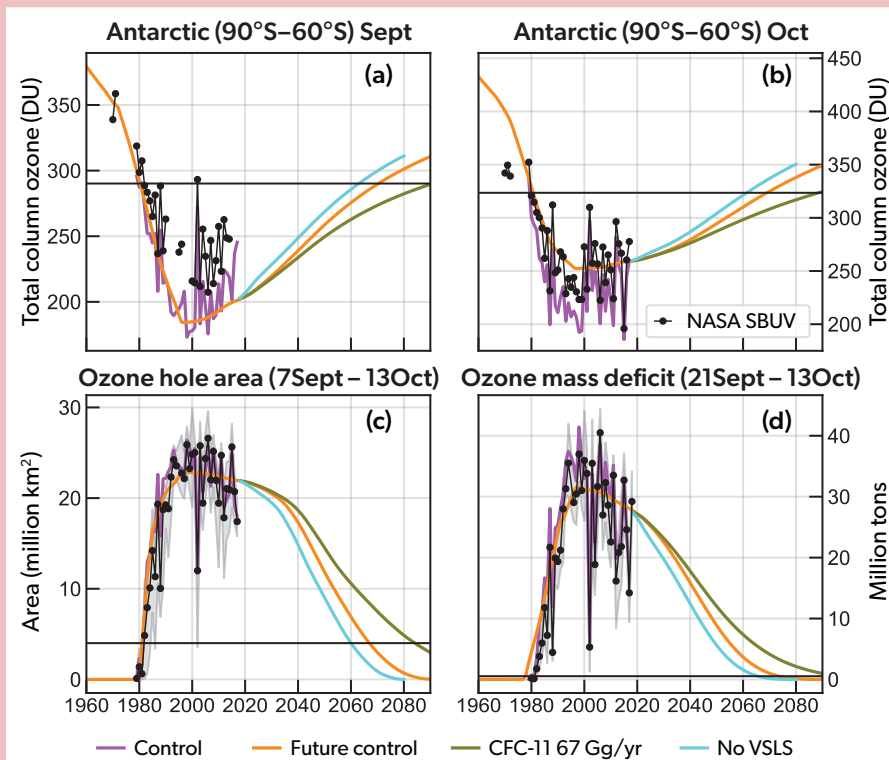 Antarctic (90°S–60°S) Sept
Antarctic (90°S–60°S) Oct
(a)
(b)
Total column ozone (DU)
350
300
250
200
450
400
350
300
250
200
Total column ozone (DU)
NASA SBUV
Ozone hole area (7Sept – 13Oct)
Ozone mass deficit (21Sept – 13Oct)
(c)
(d)
Area (million km²)
30
20
10
0
40
30
20
10
0
Million tons
1960 1980 2000 2020 2040 2060 2080
1960 1980 2000 2020 2040 2060 2080
Control Future control CFC-11 67 Gg/yr No VSLS